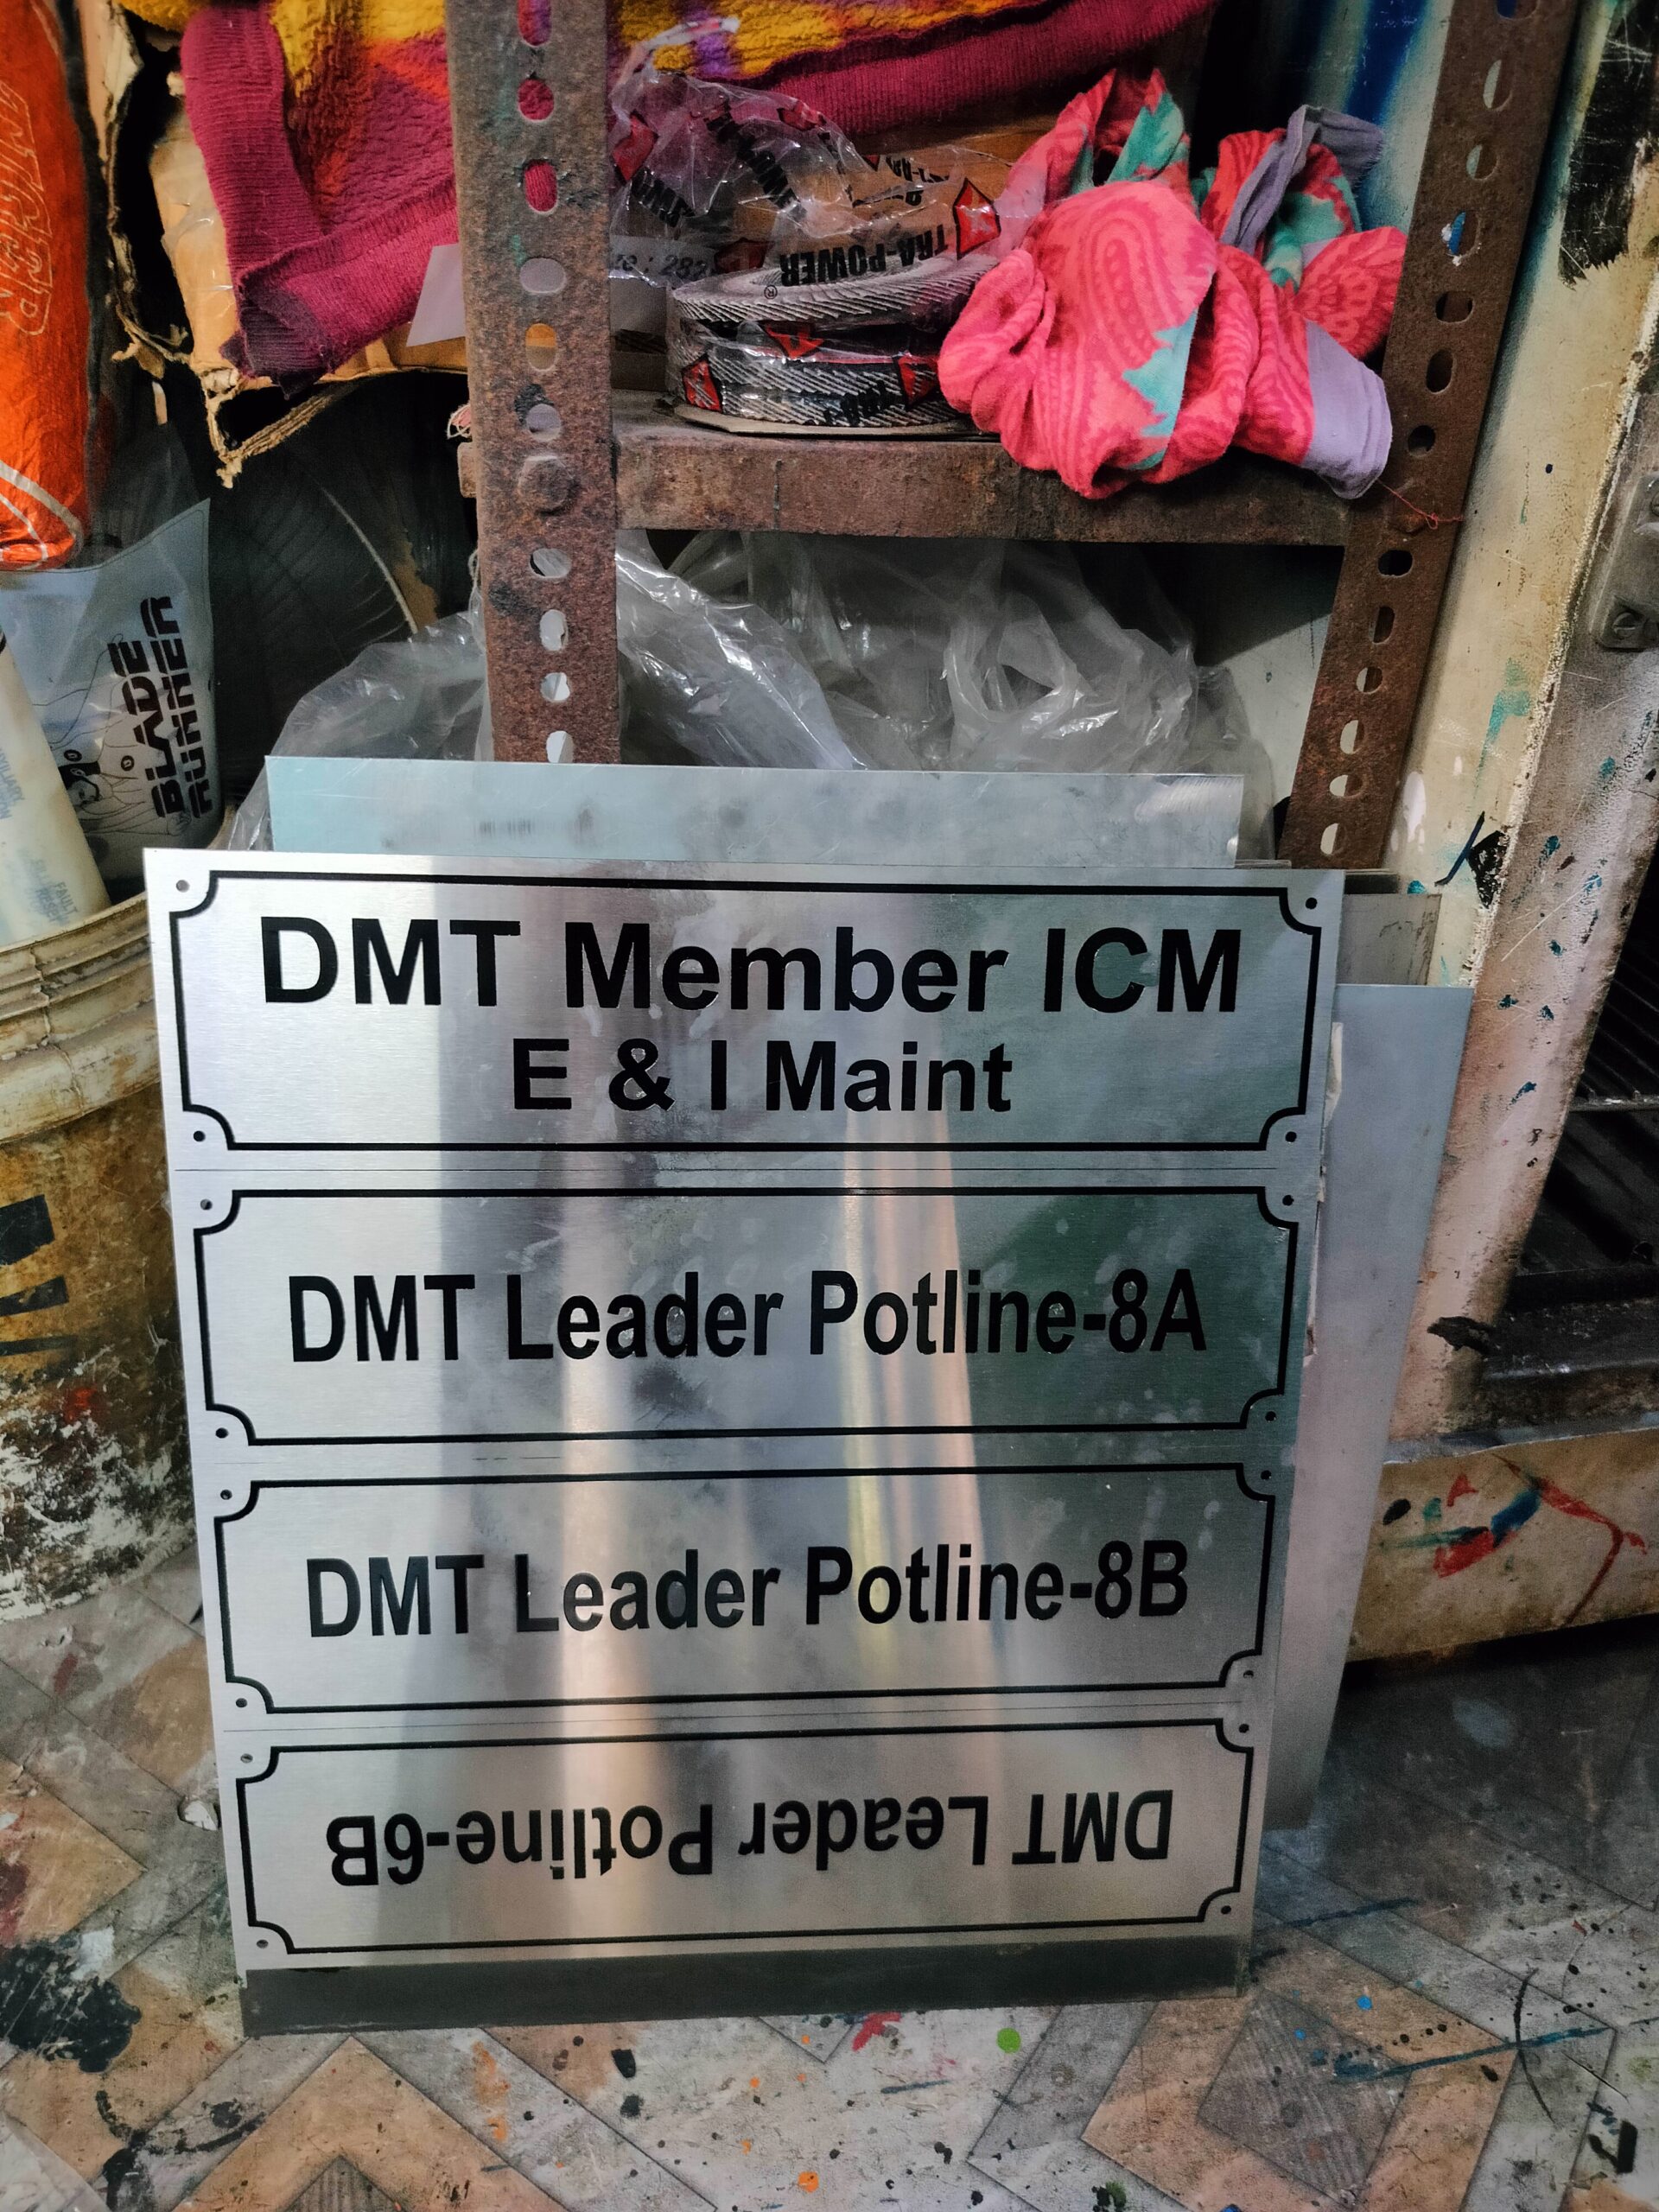 TRA-POWER
BLADE
RUNNER
DMT Member ICM
E & I Maint
DMT Leader Potline-8A
DMT Leader Potline-8B
DMT Leader Potline-6B